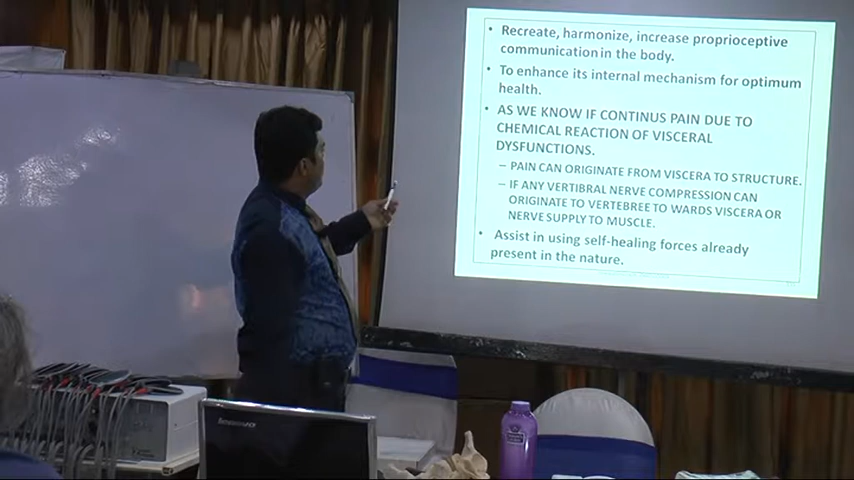 • Recreate, harmonize, increase proprioceptive
communication in the body.
• To enhance its internal mechanism for optimum
health.
• AS WE KNOW IF CONTINUS PAIN DUE TO
CHEMICAL REACTION OF VISCERAL
DYSFUNCTIONS.
– PAIN CAN ORIGINATE FROM VISCERA TO STRUCTURE.
– IF ANY VERTIBRAL NERVE COMPRESSION CAN
ORIGINATE TO VERTEBREE TO WARDS VISCERA OR
NERVE SUPPLY TO MUSCLE.
• Assist in using self-healing forces already
present in the nature.
lenovo